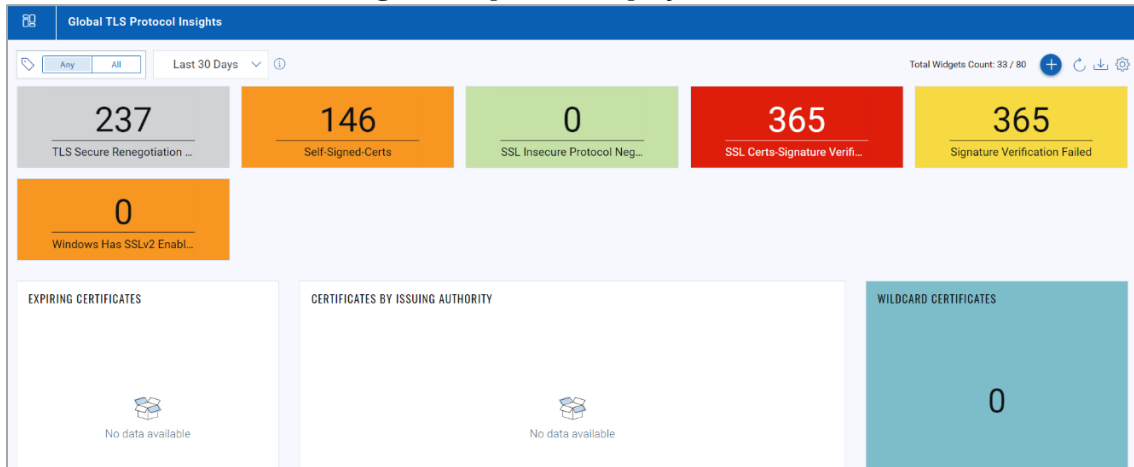 Global TLS Protocol Insights
Any All Last 30 Days Total Widgets Count: 33 / 80
237 146 0 365 365
TLS Secure Renegotiation ... Self-Signed-Certs SSL Insecure Protocol Neg... SSL Certs-Signature Verifi... Signature Verification Failed
0
Windows Has SSLv2 Enabl...
EXPIRING CERTIFICATES CERTIFICATES BY ISSUING AUTHORITY WILDCARD CERTIFICATES
0
No data available No data available